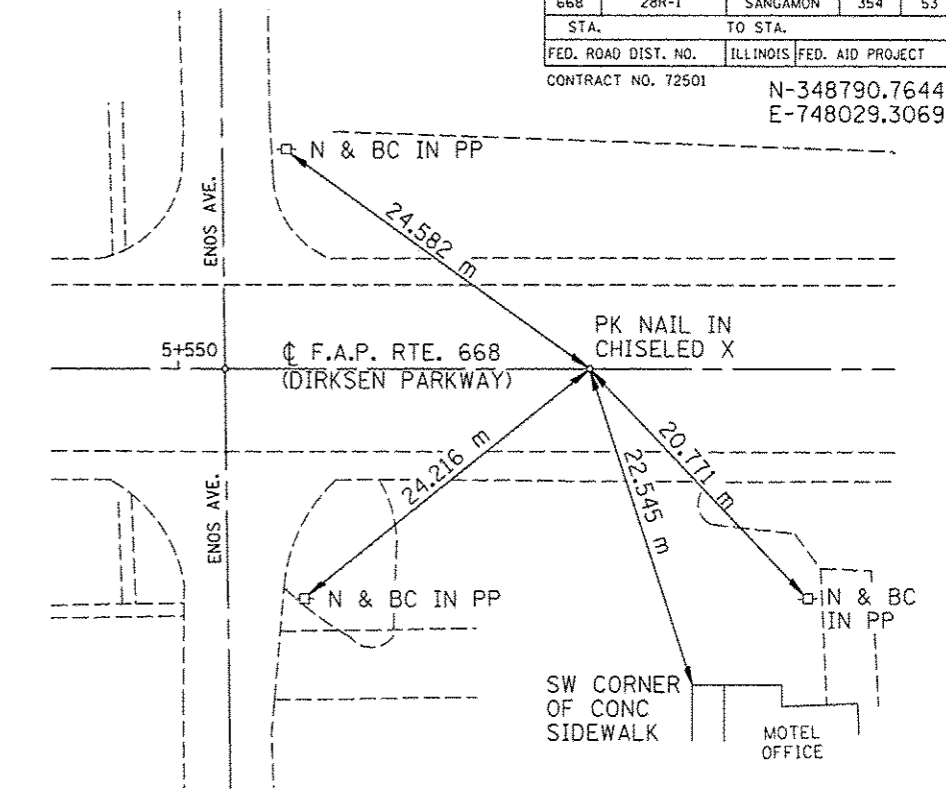 668 28R-1 SANGAMON 354 53
STA. TO STA.
FED. ROAD DIST. NO. ILLINOIS FED. AID PROJECT
CONTRACT NO. 72501
N-348790.7644
E-748029.3069
N & BC IN PP
ENOS AVE.
24.582 m
PK NAIL IN
CHISELED X
5+550
℄ F.A.P. RTE. 668
(DIRKSEN PARKWAY)
24.216 m
22.545 m
20.771 m
ENOS AVE.
N & BC IN PP
N & BC
IN PP
SW CORNER
OF CONC
SIDEWALK
MOTEL
OFFICE